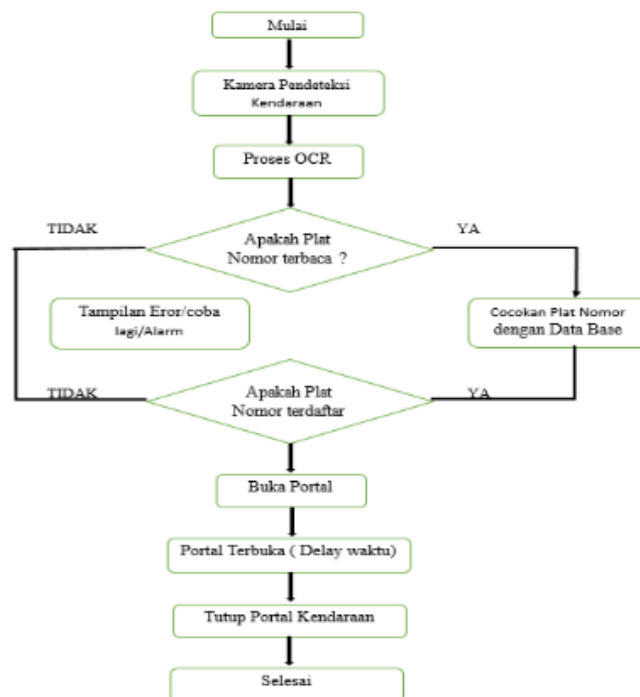 Mulai
Kamera Pendeteksi
Kendaraan
Proses OCR
TIDAK
YA
Apakah Plat
Nomor terbaca ?
Tampilan Eror/coba
lagi/Alarm
Cocokan Plat Nomor
dengan Data Base
TIDAK
Apakah Plat
Nomor terdaftar
YA
Buka Portal
Portal Terbuka ( Delay waktu)
Tutup Portal Kendaraan
Selesai